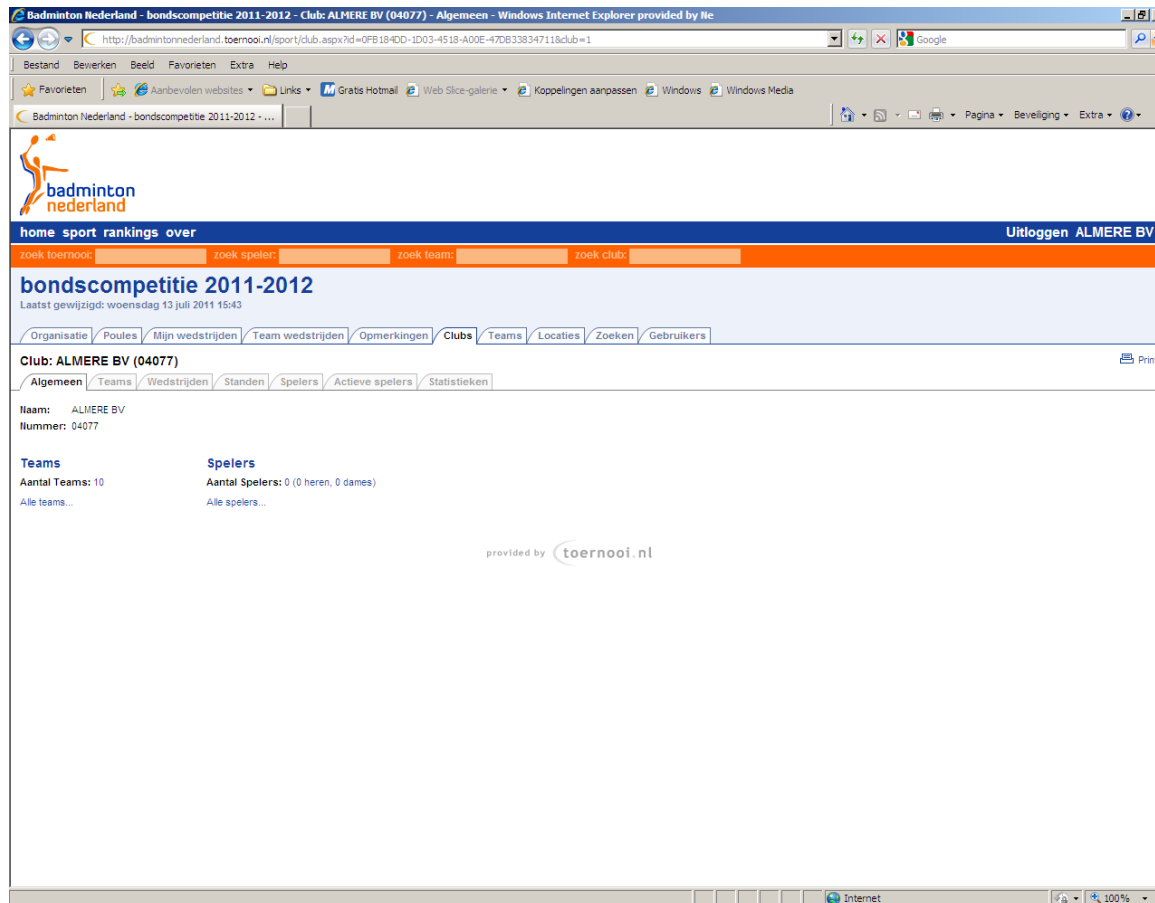 Badminton Nederland - bondscompetitie 2011-2012 - Club: ALMERE BV (04077) - Algemeen - Windows Internet Explorer provided by Ne
http://badmintonnederland.toernooi.nl/sport/club.aspx?id=0FB184DD-1D03-4518-A00E-47DB33834711&club=1
Google
Bestand Bewerken Beeld Favorieten Extra Help
Favorieten Aanbevolen websites Links Gratis Hotmail Web Slice-galerie Koppelingen aanpassen Windows Windows Media
Badminton Nederland - bondscompetitie 2011-2012 - ... Pagina Beveiliging Extra
badminton
nederland
home sport rankings over Uitloggen ALMERE BV
zoek toernooi: zoek speler: zoek team: zoek club:
bondscompetitie 2011-2012
Laatst gewijzigd: woensdag 13 juli 2011 15:43
Organisatie Poules Mijn wedstrijden Team wedstrijden Opmerkingen Clubs Teams Locaties Zoeken Gebruikers
Club: ALMERE BV (04077) Prin
Algemeen Teams Wedstrijden Standen Spelers Actieve spelers Statistieken
Naam: ALMERE BV
Nummer: 04077
Teams Spelers
Aantal Teams: 10 Aantal Spelers: 0 (0 heren, 0 dames)
Alle teams... Alle spelers...
provided by toernooi.nl
Internet 100%